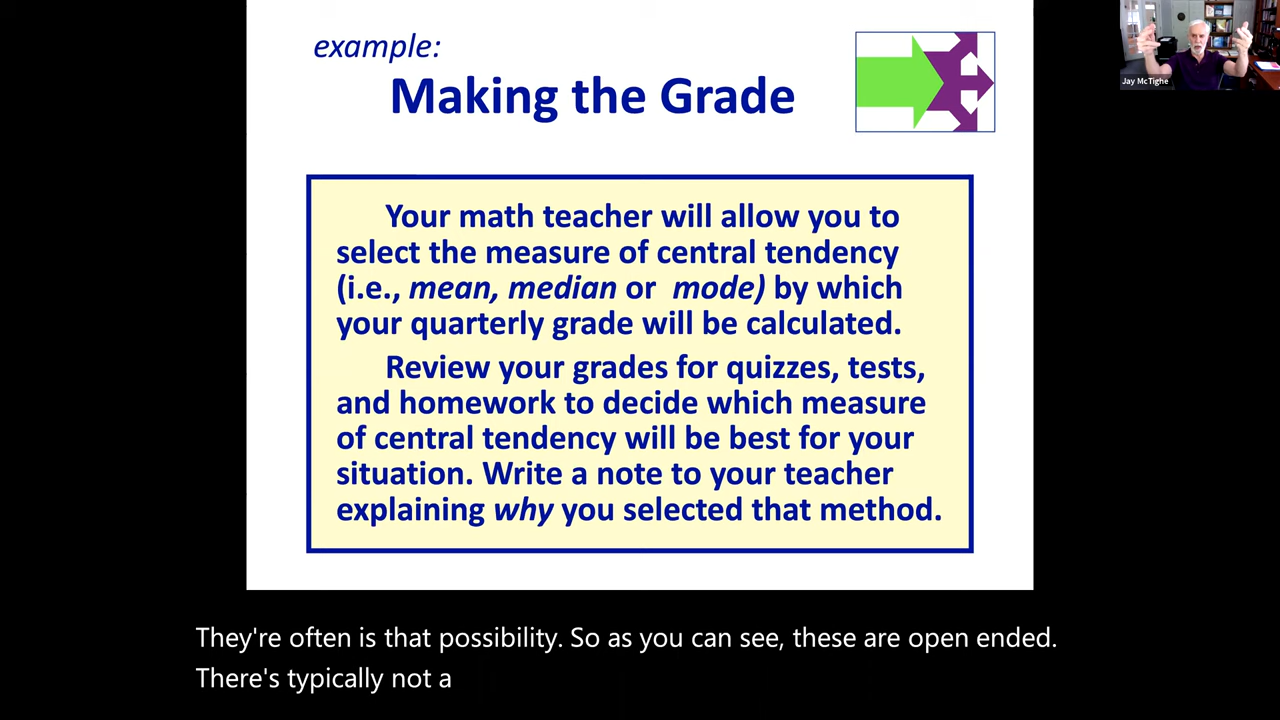 example:
Making the Grade
Jay McTighe
Your math teacher will allow you to
select the measure of central tendency
(i.e., mean, median or mode) by which
your quarterly grade will be calculated.
Review your grades for quizzes, tests,
and homework to decide which measure
of central tendency will be best for your
situation. Write a note to your teacher
explaining why you selected that method.
They're often is that possibility. So as you can see, these are open ended.
There's typically not a